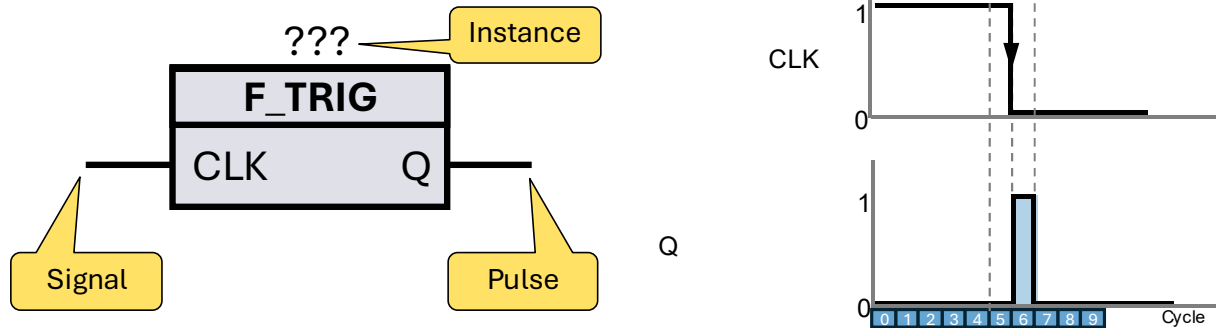 ???
Instance
F_TRIG
CLK Q
Signal
Pulse
1
CLK
0
1
Q
0
0 1 2 3 4 5 6 7 8 9 Cycle